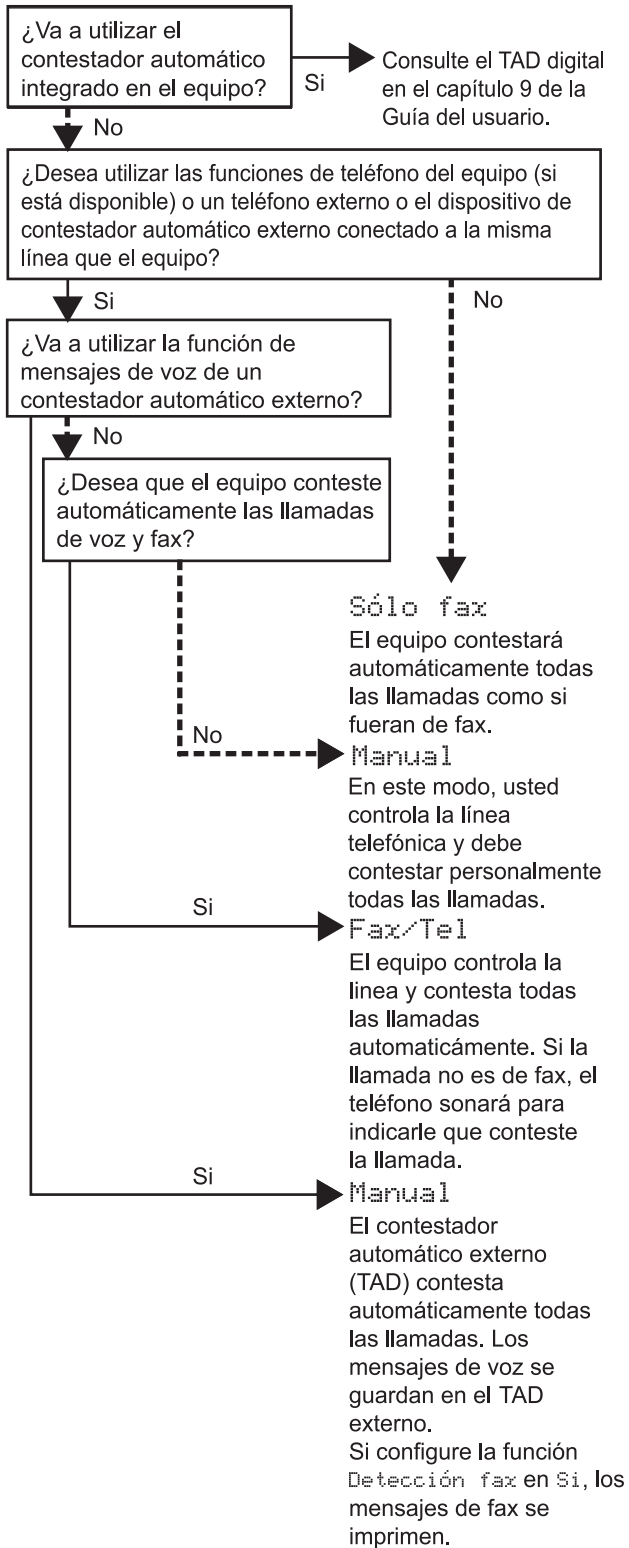 ¿Va a utilizar el
contestador automático
integrado en el equipo?
Si
Consulte el TAD digital
en el capítulo 9 de la
Guía del usuario.
No
¿Desea utilizar las funciones de teléfono del equipo (si
está disponible) o un teléfono externo o el dispositivo de
contestador automático externo conectado a la misma
línea que el equipo?
Si
No
¿Va a utilizar la función de
mensajes de voz de un
contestador automático externo?
No
¿Desea que el equipo conteste
automáticamente las llamadas
de voz y fax?
Sólo fax
El equipo contestará
automáticamente todas
las llamadas como si
fueran de fax.
No
Manual
En este modo, usted
controla la línea
telefónica y debe
contestar personalmente
todas las llamadas.
Si
Fax/Tel
El equipo controla la
linea y contesta todas
las llamadas
automaticámente. Si la
llamada no es de fax, el
teléfono sonará para
indicarle que conteste
la llamada.
Si
Manual
El contestador
automático externo
(TAD) contesta
automáticamente todas
las llamadas. Los
mensajes de voz se
guardan en el TAD
externo.
Si configure la función
Detección fax en Si, los
mensajes de fax se
imprimen.